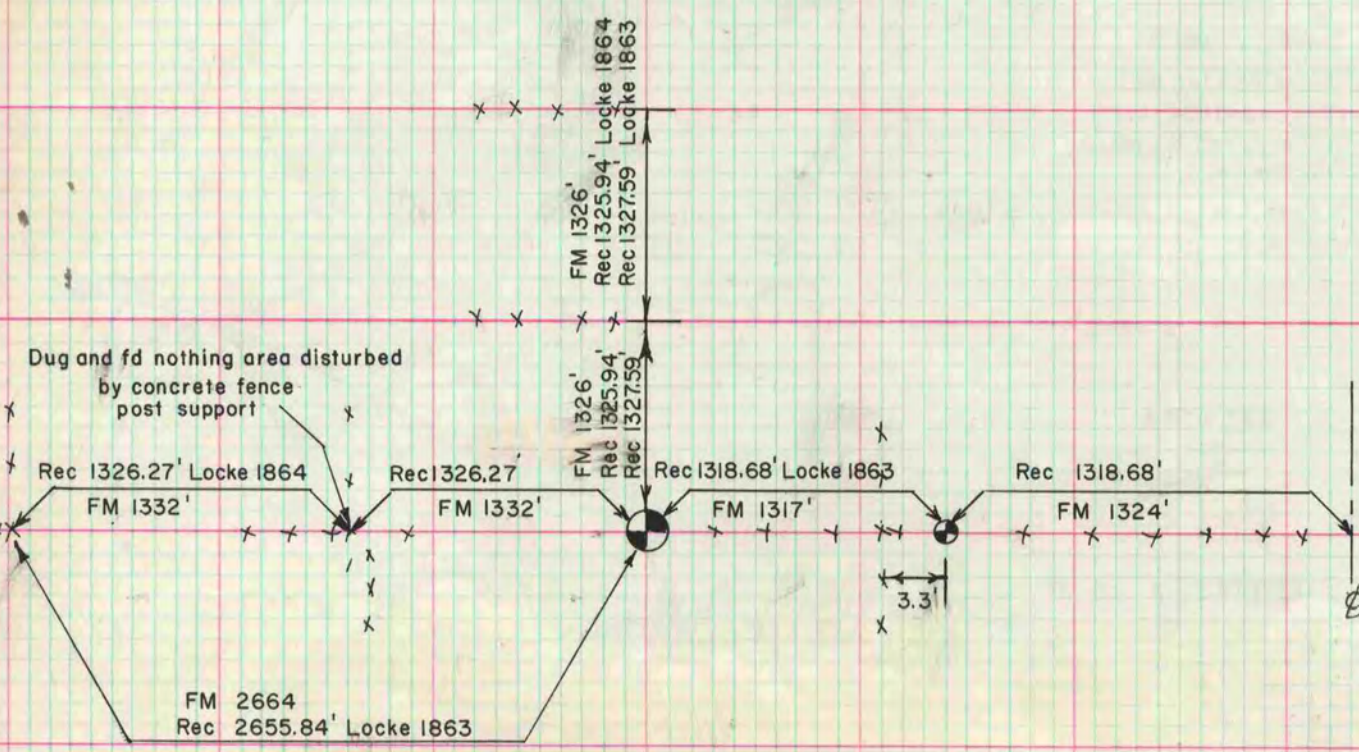 FM 1326'
Rec 1325.94' Locke 1864
Rec 1327.59' Locke 1863
Dug and fd nothing area disturbed
by concrete fence
post support
FM 1326'
Rec 1325.94'
Rec 1327.59'
Rec 1326.27' Locke 1864
FM 1332'
Rec 1326.27
FM 1332'
Rec 1318.68' Locke 1863
FM 1317'
Rec 1318.68'
FM 1324'
3.3'
FM 2664
Rec 2655.84' Locke 1863